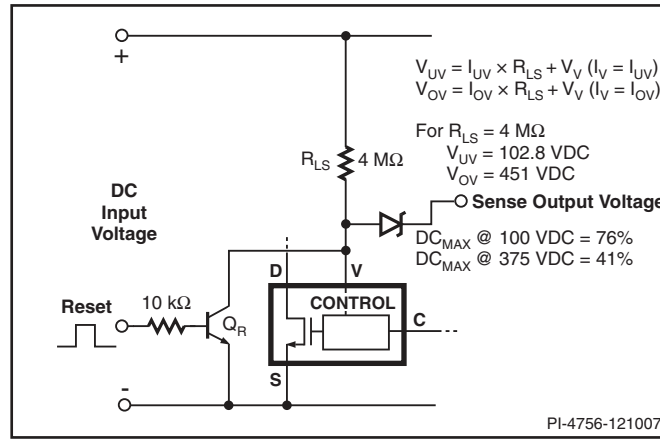 +
V_UV = I_UV × R_LS + V_V (I_V = I_UV)
V_OV = I_OV × R_LS + V_V (I_V = I_OV)
For R_LS = 4 MΩ
V_UV = 102.8 VDC
V_OV = 451 VDC
R_LS
4 MΩ
DC
Input
Voltage
Sense Output Voltage
DC_MAX @ 100 VDC = 76%
DC_MAX @ 375 VDC = 41%
D
V
CONTROL
C
S
Reset
10 kΩ
Q_R
-
PI-4756-121007